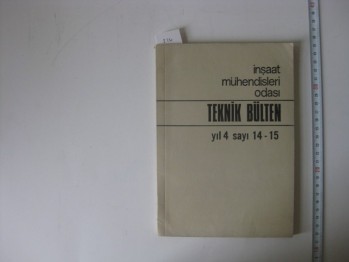 inşaat
mühendisleri
odası
TEKNİK BÜLTEN
yıl 4 sayı 14-15